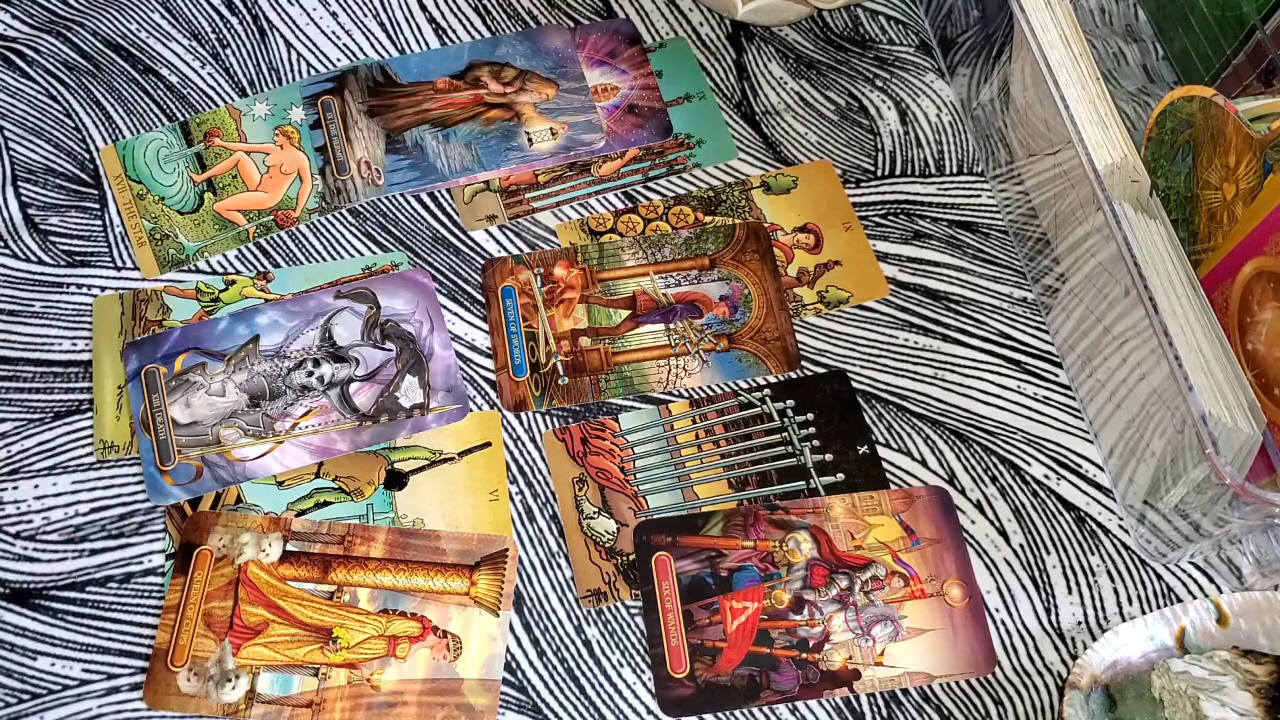 XVII THE STAR
IX THE HERMIT
IX
IX
SEVEN OF SWORDS
XIII DEATH
VI
X
QUEEN OF CUPS
SIX OF WANDS